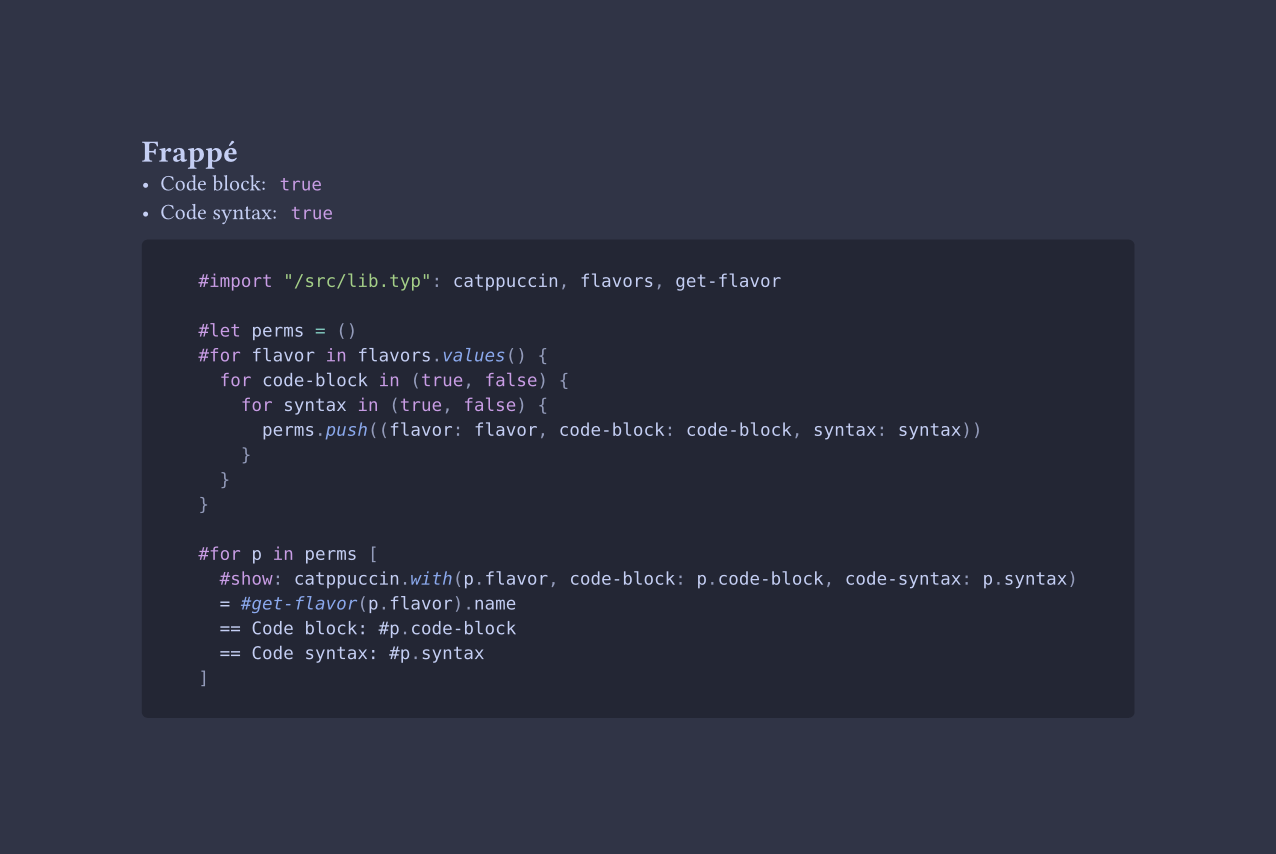 Frappé
• Code block: true
• Code syntax: true
#import "/src/lib.typ": catppuccin, flavors, get-flavor
#let perms = ()
#for flavor in flavors.values() {
  for code-block in (true, false) {
    for syntax in (true, false) {
      perms.push((flavor: flavor, code-block: code-block, syntax: syntax))
    }
  }
}
#for p in perms [
  #show: catppuccin.with(p.flavor, code-block: p.code-block, code-syntax: p.syntax)
  = #get-flavor(p.flavor).name
  == Code block: #p.code-block
  == Code syntax: #p.syntax
]